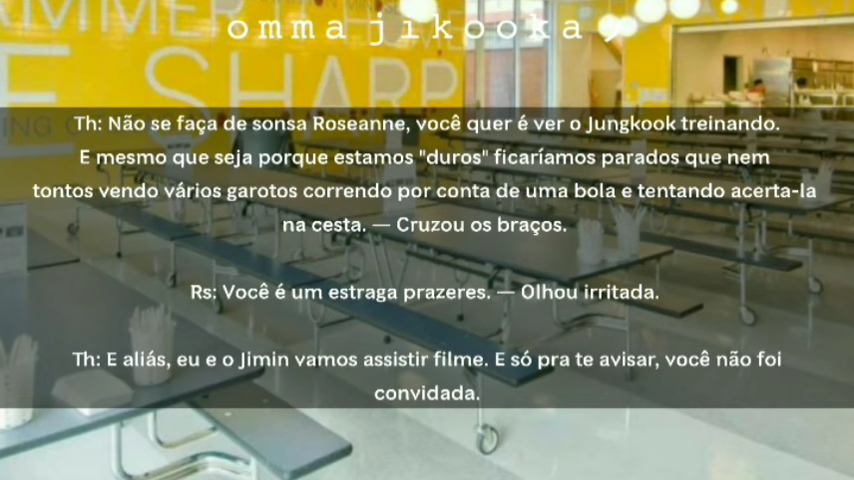 omma jikooka
SHARP
Th: Não se faça de sonsa Roseanne, você quer é ver o Jungkook treinando.
E mesmo que seja porque estamos "duros" ficaríamos parados que nem
tontos vendo vários garotos correndo por conta de uma bola e tentando acerta-la
na cesta. — Cruzou os braços.
Rs: Você é um estraga prazeres. — Olhou irritada.
Th: E aliás, eu e o Jimin vamos assistir filme. E só pra te avisar, você não foi
convidada.